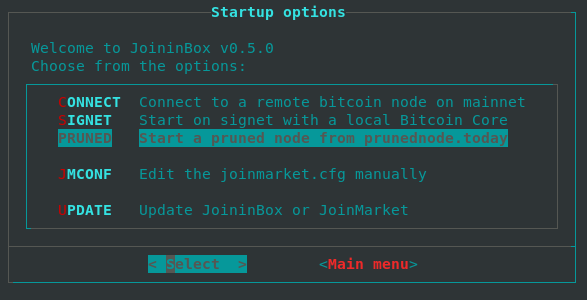 Startup options
Welcome to JoininBox v0.5.0
Choose from the options:
CONNECT  Connect to a remote bitcoin node on mainnet
SIGNET   Start on signet with a local Bitcoin Core
PRUNED   Start a pruned node from prunednode.today
JMCONF   Edit the joinmarket.cfg manually
UPDATE   Update JoininBox or JoinMarket
< Select  >        <Main menu>